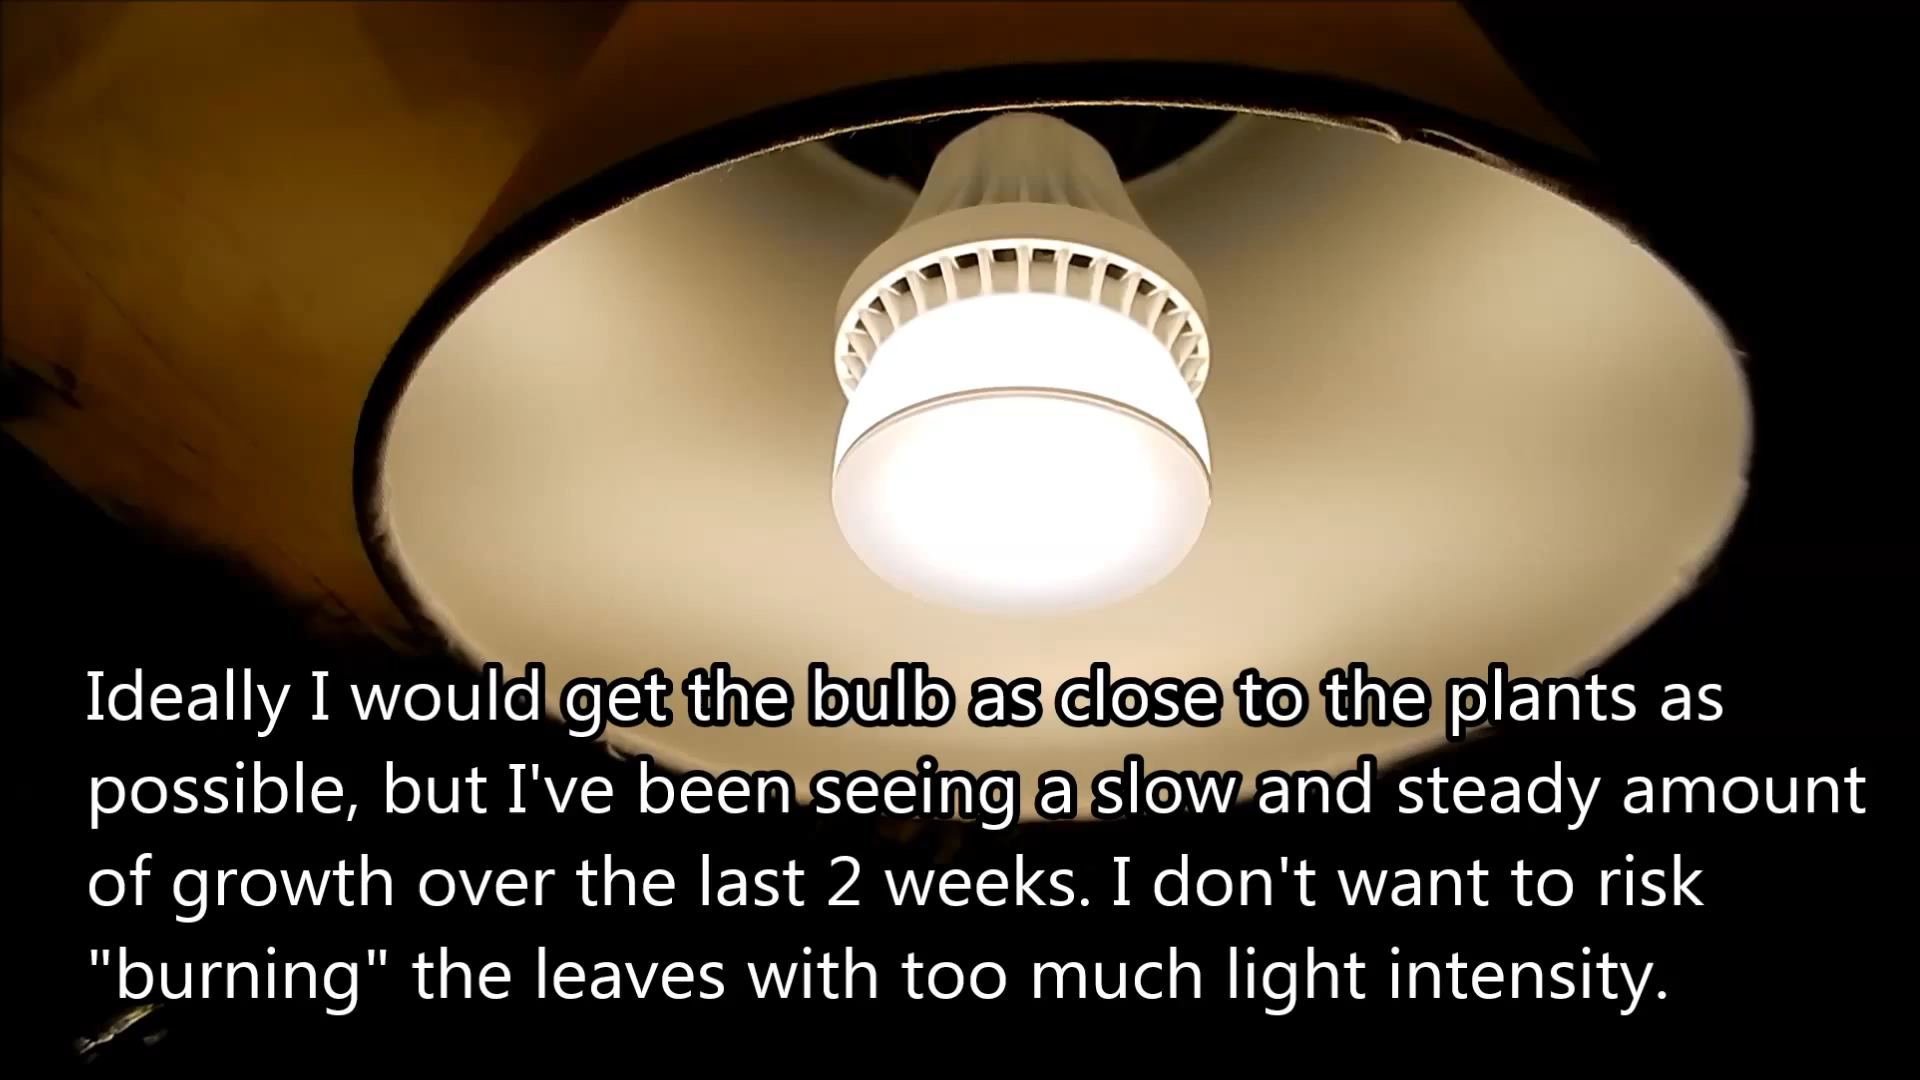 Ideally I would get the bulb as close to the plants as
possible, but I've been seeing a slow and steady amount
of growth over the last 2 weeks. I don't want to risk
"burning" the leaves with too much light intensity.